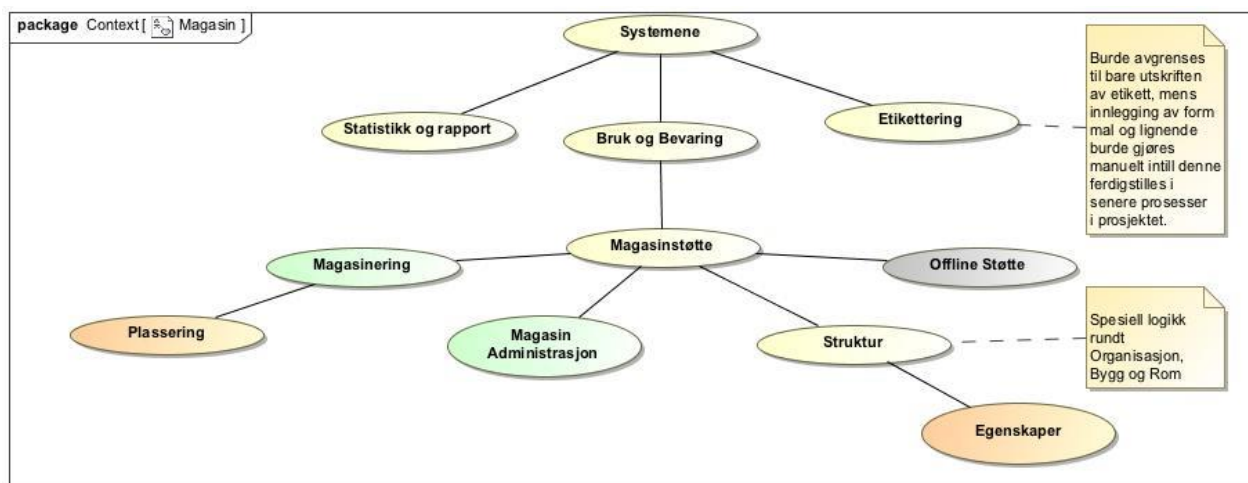 package Context [ Magasin ]
Systemene
Burde avgrenses
til bare utskriften
av etikett, mens
innlegging av form
mal og lignende
burde gjøres
manuelt intill denne
ferdigstilles i
senere prosesser
i prosjektet.
Statistikk og rapport
Bruk og Bevaring
Etikettering
Magasinstøtte
Magasinering
Offline Støtte
Plassering
Magasin
Administrasjon
Struktur
Spesiell logikk
rundt
Organisasjon,
Bygg og Rom
Egenskaper